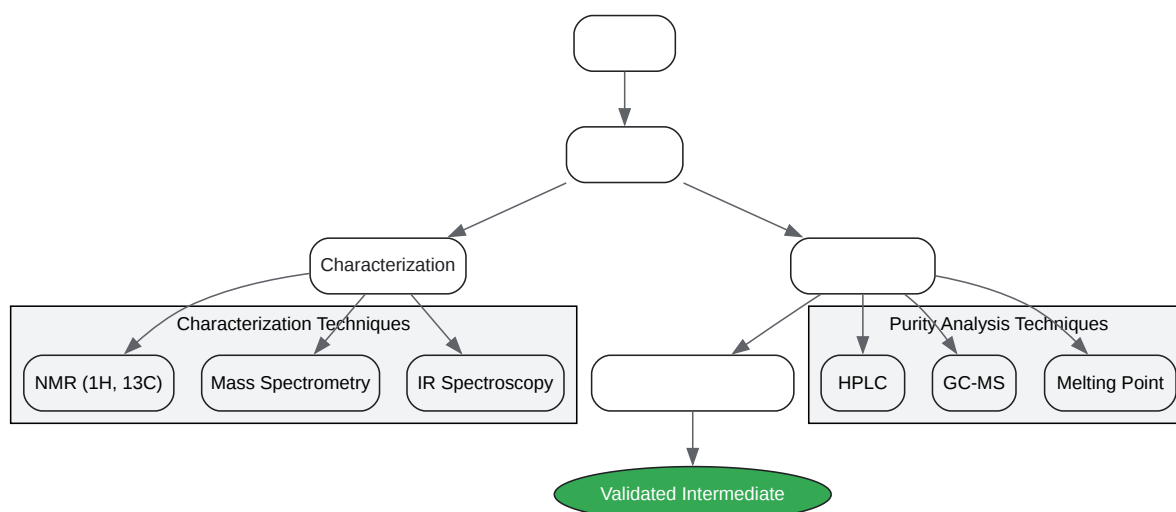 Characterization
Characterization Techniques
NMR (1H, 13C)
Mass Spectrometry
IR Spectroscopy
Purity Analysis Techniques
HPLC
GC-MS
Melting Point
Validated Intermediate